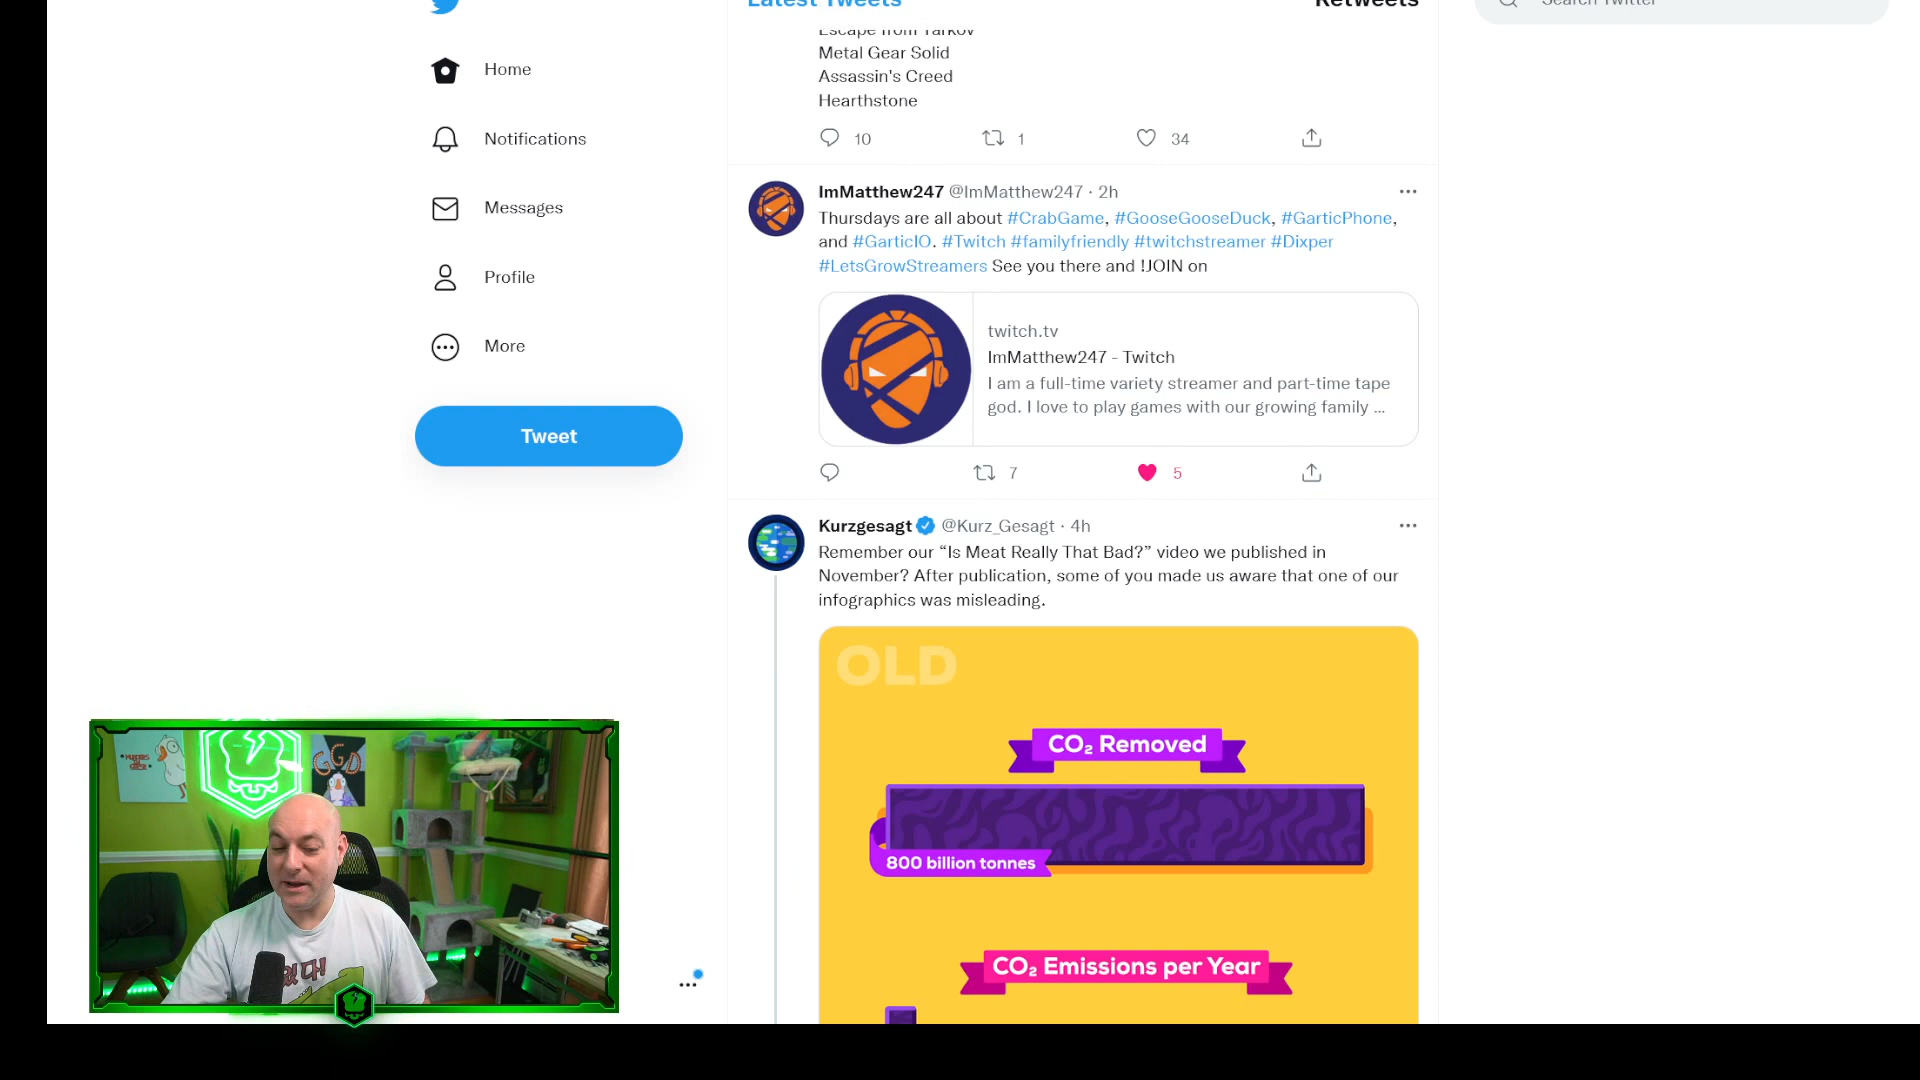 Latest Tweets
Retweets
Search Twitter
Home
Notifications
Messages
Profile
More
Tweet
Escape from Tarkov
Metal Gear Solid
Assassin's Creed
Hearthstone
10
1
34
ImMatthew247 @ImMatthew247 · 2h
Thursdays are all about #CrabGame, #GooseGooseDuck, #GarticPhone,
and #GarticIO. #Twitch #familyfriendly #twitchstreamer #Dixper
#LetsGrowStreamers See you there and !JOIN on
twitch.tv
ImMatthew247 - Twitch
I am a full-time variety streamer and part-time tape
god. I love to play games with our growing family ...
7
5
Kurzgesagt @Kurz_Gesagt · 4h
Remember our “Is Meat Really That Bad?” video we published in
November? After publication, some of you made us aware that one of our
infographics was misleading.
OLD
CO₂ Removed
800 billion tonnes
CO₂ Emissions per Year
GGD